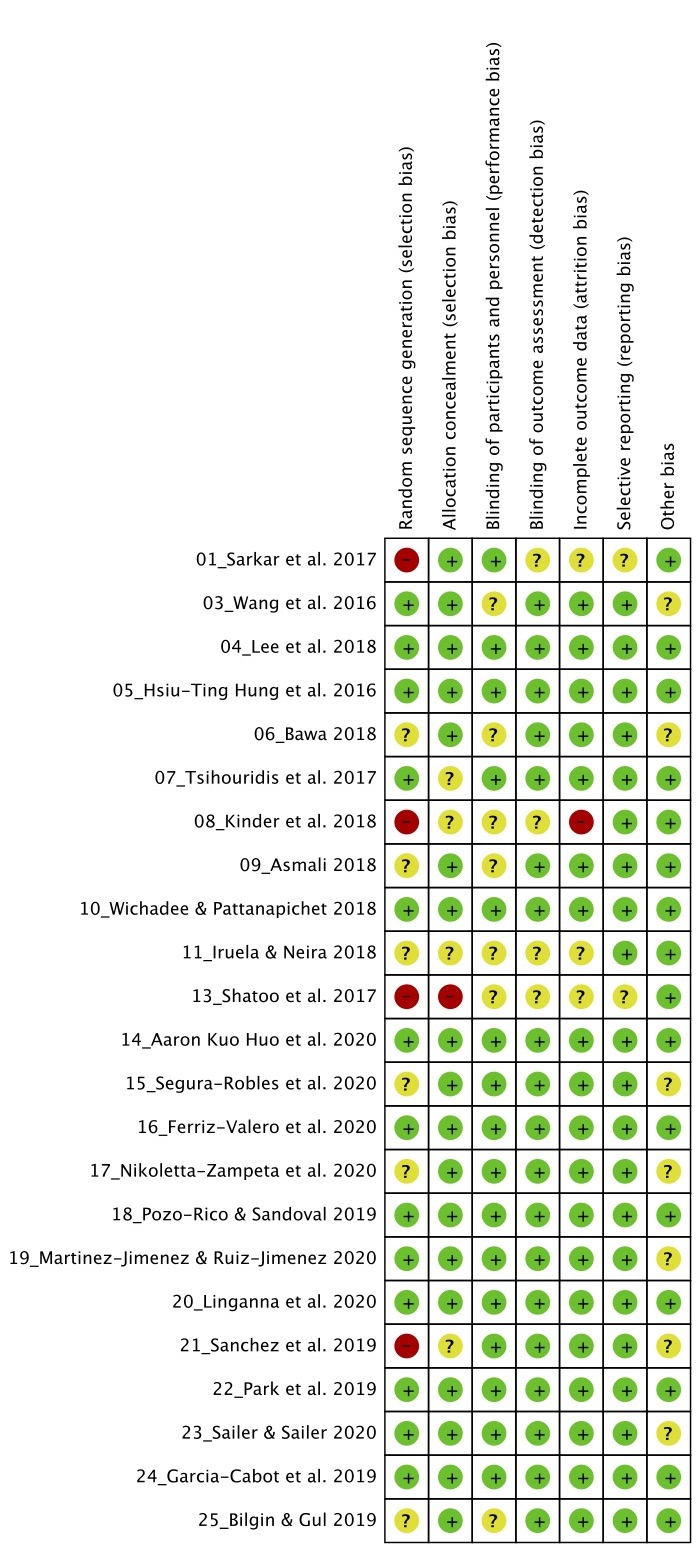 Random sequence generation (selection bias)
Allocation concealment (selection bias)
Blinding of participants and personnel (performance bias)
Blinding of outcome assessment (detection bias)
Incomplete outcome data (attrition bias)
Selective reporting (reporting bias)
Other bias
01_Sarkar et al. 2017 - + + ? ? ? +
03_Wang et al. 2016 + + ? + + + ?
04_Lee et al. 2018 + + + + + + +
05_Hsiu-Ting Hung et al. 2016 + + + + + + +
06_Bawa 2018 ? + ? + + + ?
07_Tsihouridis et al. 2017 + ? + + + + +
08_Kinder et al. 2018 - ? ? ? - + +
09_Asmali 2018 ? + ? + + + +
10_Wichadee & Pattanapichet 2018 + + + + + + +
11_Iruela & Neira 2018 ? ? ? ? ? + +
13_Shatoo et al. 2017 - - ? ? ? ? +
14_Aaron Kuo Huo et al. 2020 + + + + + + +
15_Segura-Robles et al. 2020 ? + + + + + ?
16_Ferriz-Valero et al. 2020 + + + + + + +
17_Nikoletta-Zampeta et al. 2020 ? + + + + + ?
18_Pozo-Rico & Sandoval 2019 + + + + + + +
19_Martinez-Jimenez & Ruiz-Jimenez 2020 + + + + + + ?
20_Linganna et al. 2020 + + + + + + +
21_Sanchez et al. 2019 - ? + + + + ?
22_Park et al. 2019 + + + + + + +
23_Sailer & Sailer 2020 + + + + + + ?
24_Garcia-Cabot et al. 2019 + + + + + + +
25_Bilgin & Gul 2019 ? + ? + + + +